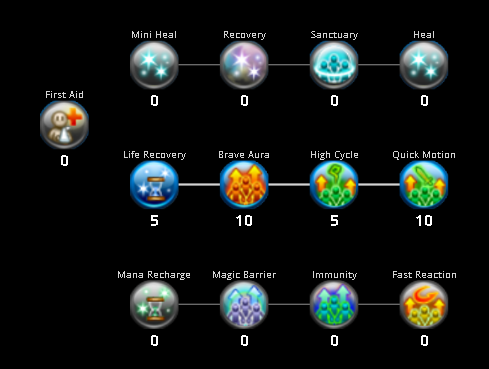 Mini Heal Recovery Sanctuary Heal
0 0 0 0
First Aid
0
Life Recovery Brave Aura High Cycle Quick Motion
5 10 5 10
Mana Recharge Magic Barrier Immunity Fast Reaction
0 0 0 0